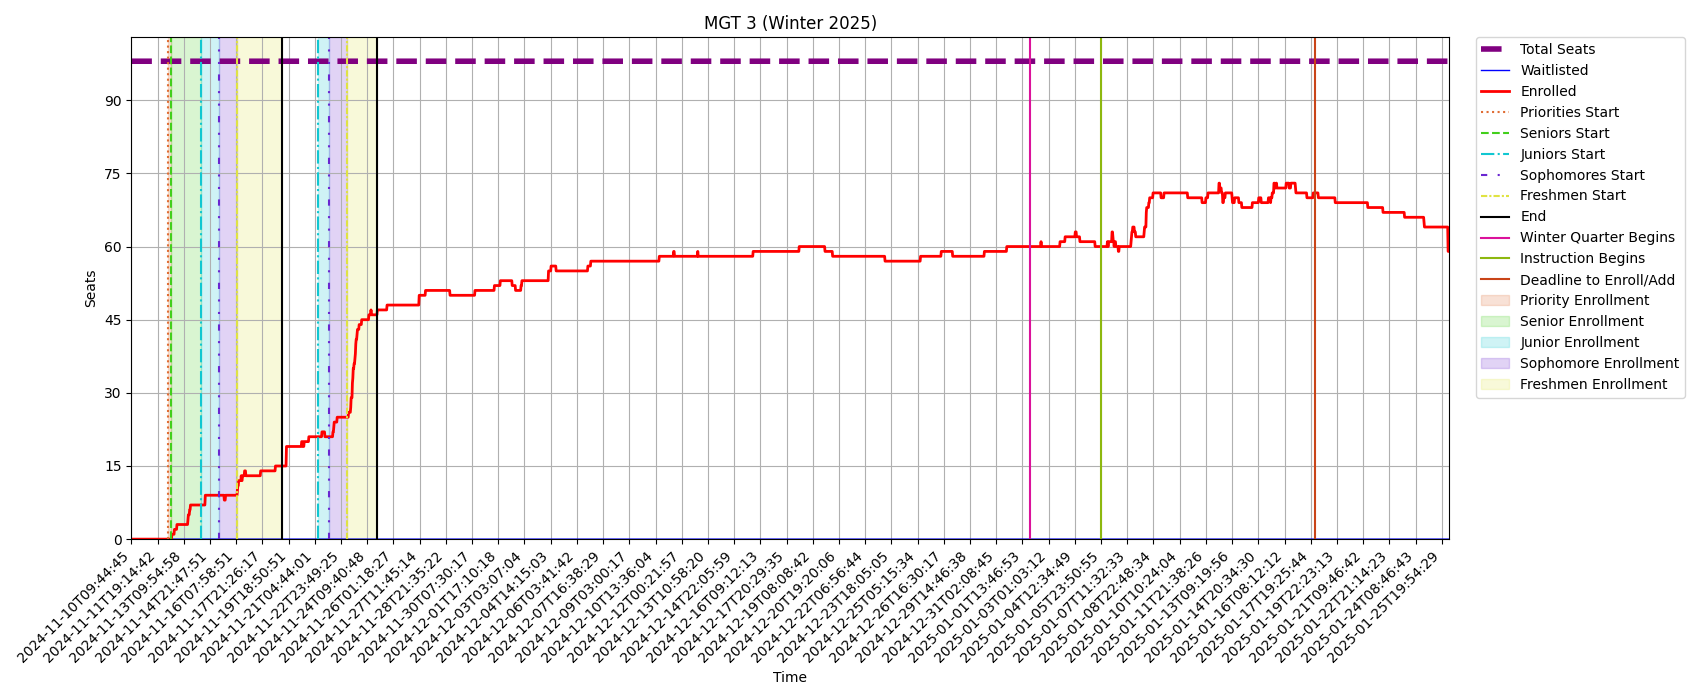 MGT 3 (Winter 2025)
Total Seats
Waitlisted
Enrolled
Priorities Start
Seniors Start
Juniors Start
Sophomores Start
Freshmen Start
End
Winter Quarter Begins
Instruction Begins
Deadline to Enroll/Add
Priority Enrollment
Senior Enrollment
Junior Enrollment
Sophomore Enrollment
Freshmen Enrollment
Seats
90
75
60
45
30
15
0
2024-11-10T09:44:45
2024-11-11T19:14:42
2024-11-13T09:54:58
2024-11-14T21:47:51
2024-11-16T07:58:51
2024-11-17T21:26:17
2024-11-19T18:50:51
2024-11-21T04:44:01
2024-11-22T23:49:25
2024-11-24T09:40:48
2024-11-26T01:18:27
2024-11-27T11:45:14
2024-11-28T21:35:22
2024-11-30T07:30:17
2024-12-01T17:10:18
2024-12-03T03:07:04
2024-12-04T14:15:03
2024-12-06T03:41:42
2024-12-07T16:38:29
2024-12-09T03:00:17
2024-12-10T13:36:04
2024-12-12T00:21:57
2024-12-13T10:58:20
2024-12-14T22:05:59
2024-12-16T09:12:13
2024-12-17T20:29:35
2024-12-19T08:08:42
2024-12-20T19:20:06
2024-12-22T06:56:44
2024-12-23T18:05:05
2024-12-25T05:15:34
2024-12-26T16:30:17
2024-12-29T14:46:38
2024-12-31T02:08:45
2025-01-01T13:46:53
2025-01-03T01:03:12
2025-01-04T12:34:49
2025-01-05T23:50:55
2025-01-07T11:32:33
2025-01-08T22:48:34
2025-01-10T10:24:04
2025-01-11T21:38:26
2025-01-13T09:19:56
2025-01-14T20:34:30
2025-01-16T08:12:12
2025-01-17T19:25:44
2025-01-19T22:23:13
2025-01-21T09:46:42
2025-01-22T21:14:23
2025-01-24T08:46:43
2025-01-25T19:54:29
Time